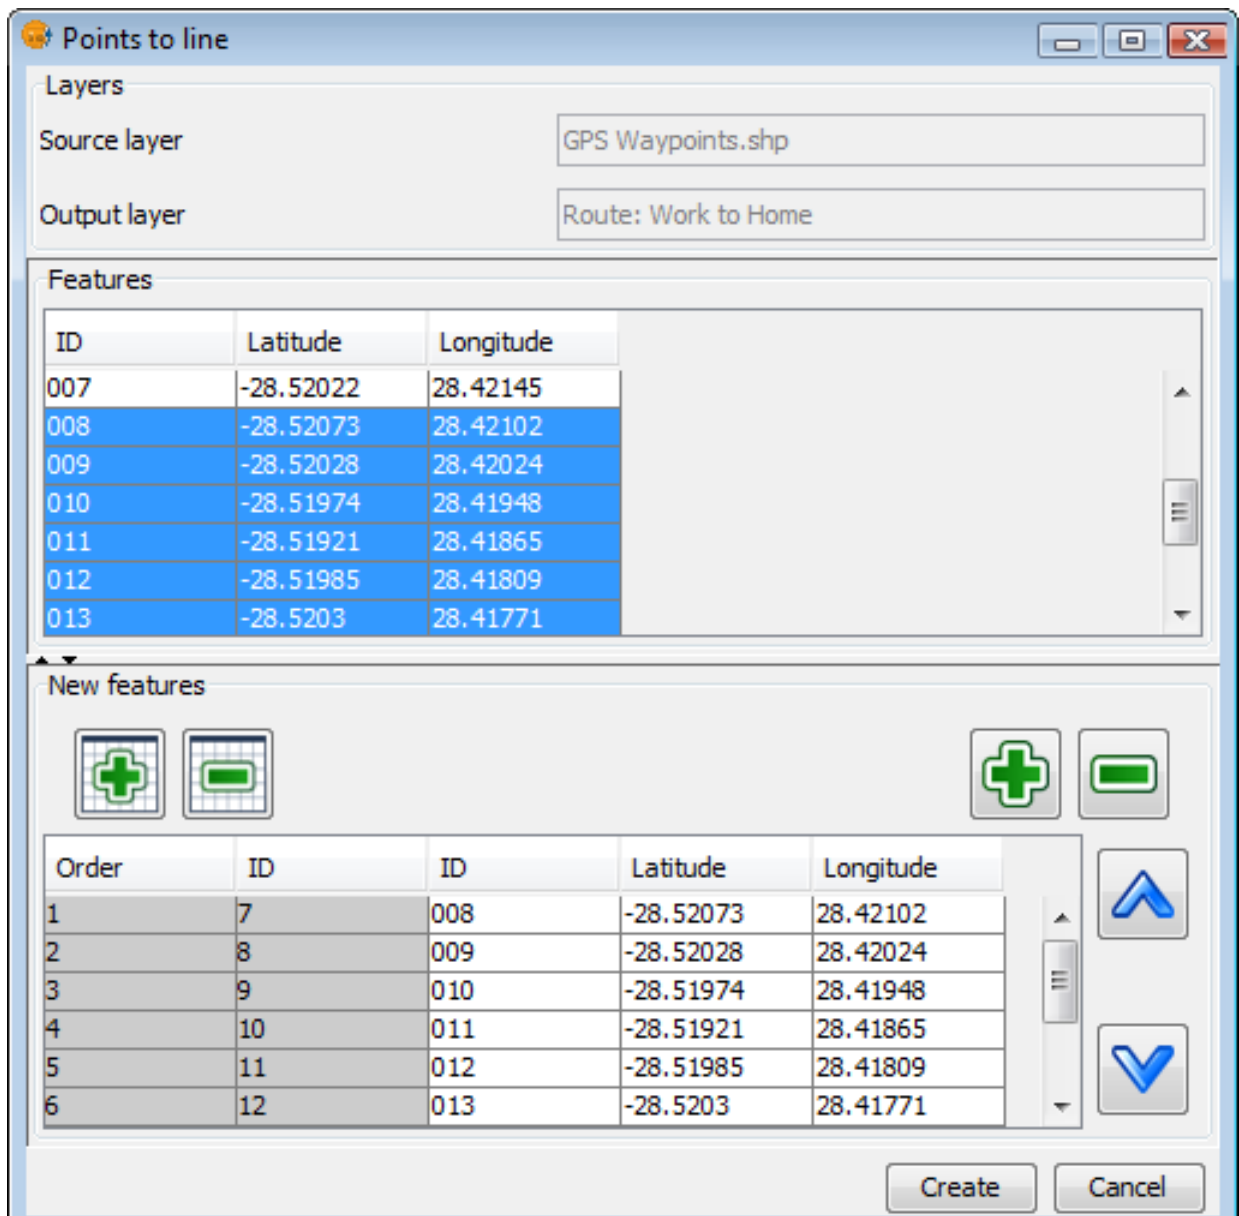 Points to line
Layers
Source layer GPS Waypoints.shp
Output layer Route: Work to Home
Features
ID Latitude Longitude
007 -28.52022 28.42145
008 -28.52073 28.42102
009 -28.52028 28.42024
010 -28.51974 28.41948
011 -28.51921 28.41865
012 -28.51985 28.41809
013 -28.5203 28.41771
New features
Order ID ID Latitude Longitude
1 7 008 -28.52073 28.42102
2 8 009 -28.52028 28.42024
3 9 010 -28.51974 28.41948
4 10 011 -28.51921 28.41865
5 11 012 -28.51985 28.41809
6 12 013 -28.5203 28.41771
Create Cancel